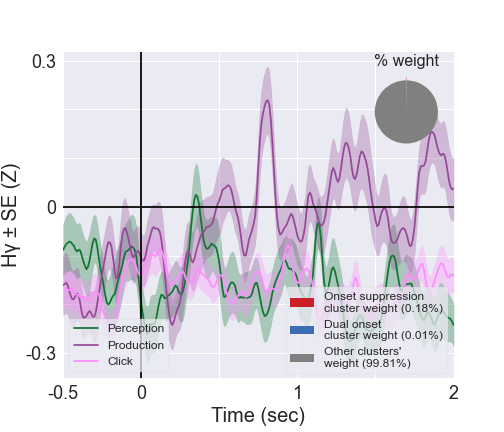 % weight
0.3
0
-0.3
Hγ ± SE (Z)
Perception
Production
Click
Onset suppression
cluster weight (0.18%)
Dual onset
cluster weight (0.01%)
Other clusters'
weight (99.81%)
-0.5
0
1
2
Time (sec)